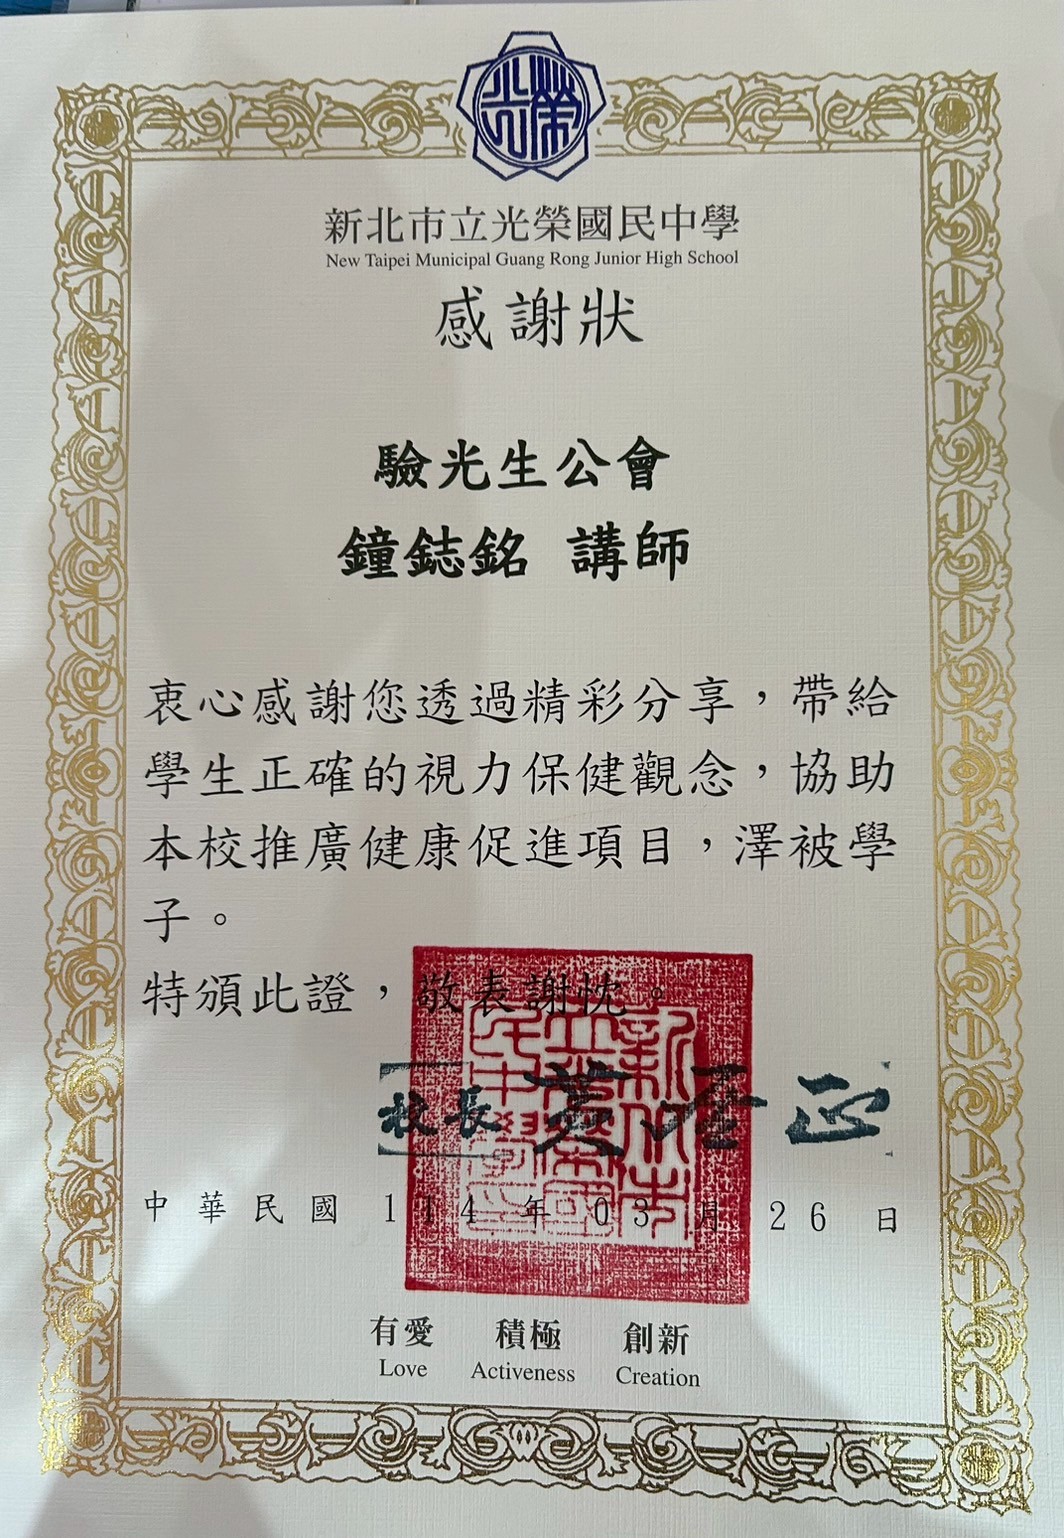 光榮
新北市立光榮國民中學
New Taipei Municipal Guang Rong Junior High School
感謝狀
驗光生公會
鐘鋕銘 講師
衷心感謝您透過精彩分享，帶給
學生正確的視力保健觀念，協助
本校推廣健康促進項目，澤被學
子。
特頒此證，敬表謝忱。
校長
中華民國 114 年 03 月 26 日
有愛 積極 創新
Love Activeness Creation